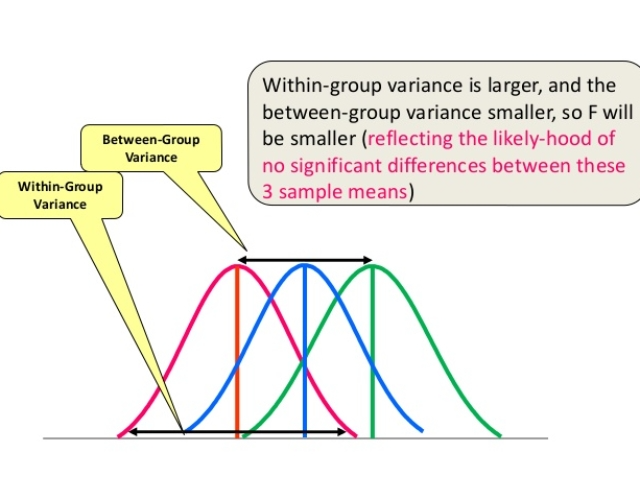 Within-group variance is larger, and the
between-group variance smaller, so F will
be smaller (reflecting the likely-hood of
no significant differences between these
3 sample means)
Between-Group
Variance
Within-Group
Variance